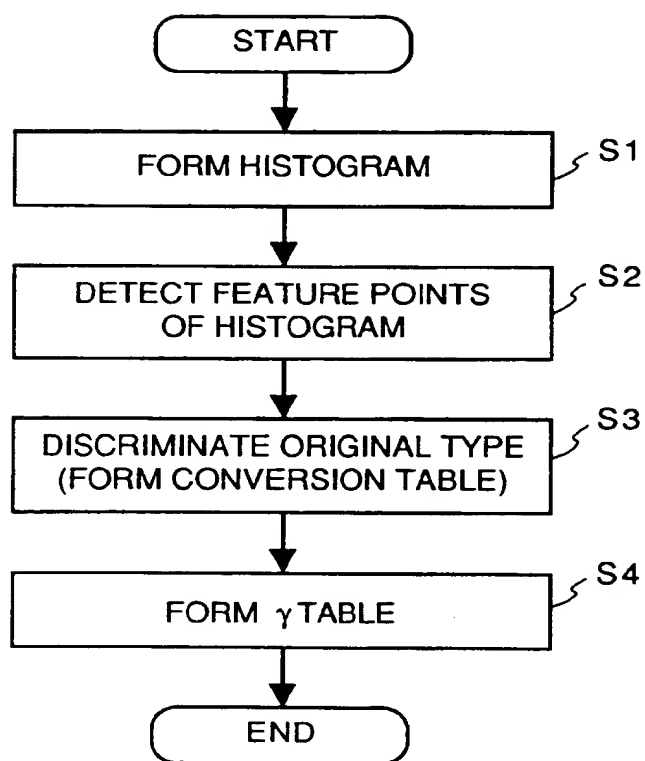 START
FORM HISTOGRAM
S1
DETECT FEATURE POINTS
OF HISTOGRAM
S2
DISCRIMINATE ORIGINAL TYPE
(FORM CONVERSION TABLE)
S3
FORM γ TABLE
S4
END